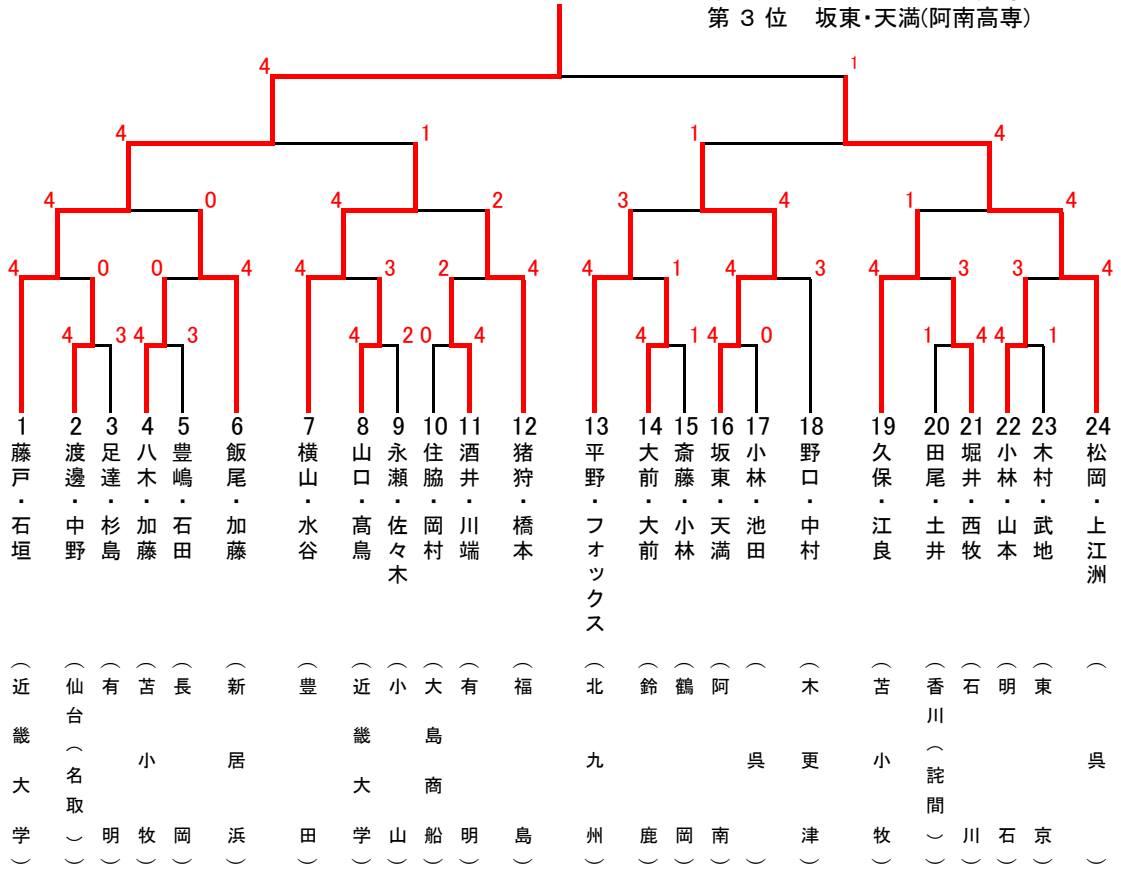 第 3 位 坂東・天満(阿南高専)
4 1
4 1 1 4
4 0 4 2 3 4 1 4
4 0 0 4 4 3 2 4 4 1 4 3 4 3 3 4
4 3 4 3 4 2 0 4 4 1 4 0 1 4 4 1
1 2 3 4 5 6 7 8 9 10 11 12 13 14 15 16 17 18 19 20 21 22 23 24
藤戸・石垣
渡邊・中野
足達・杉島
八木・加藤
豊嶋・石田
飯尾・加藤
横山・水谷
山口・髙鳥
永瀬・佐々木
住脇・岡村
酒井・川端
猪狩・橋本
平野・フォックス
大前・大前
斎藤・小林
坂東・天満
小林・池田
野口・中村
久保・江良
田尾・土井
堀井・西牧
小林・山本
木村・武地
松岡・上江洲
(近畿大学)
(仙台(名取))
(有明)
(苫小牧)
(長岡)
(新居浜)
(豊田)
(近畿大学)
(小山)
(大島商船)
(有明)
(福島)
(北九州)
(鈴鹿)
(鶴岡)
(阿南)
(呉)
(木更津)
(苫小牧)
(香川(詫間))
(石川)
(明石)
(東京)
(呉)